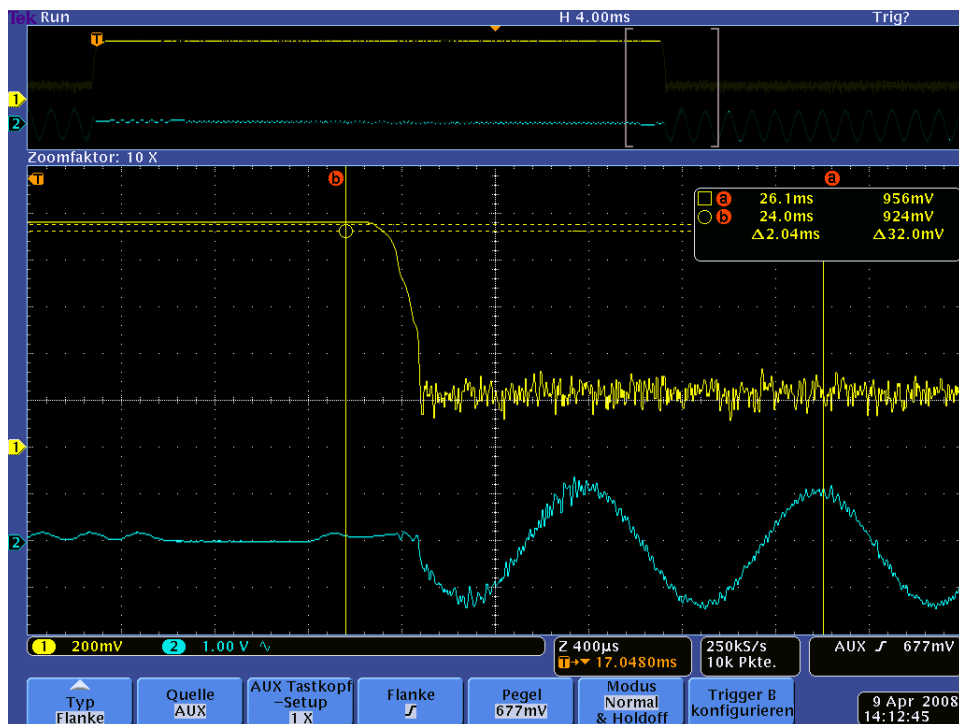 Tek Run H 4.00ms Trig?
T
1
2
Zoomfaktor: 10 X
T b a
a 26.1ms 956mV
b 24.0ms 924mV
Δ2.04ms Δ32.0mV
1
2
1 200mV 2 1.00 V Z 400µs 250kS/s AUX 677mV
T 17.0480ms 10k Pkte.
Typ
Flanke
Quelle
AUX
AUX Tastkopf
-Setup
1 X
Flanke
Pegel
677mV
Modus
Normal
& Holdoff
Trigger B
konfigurieren
9 Apr 2008
14:12:45